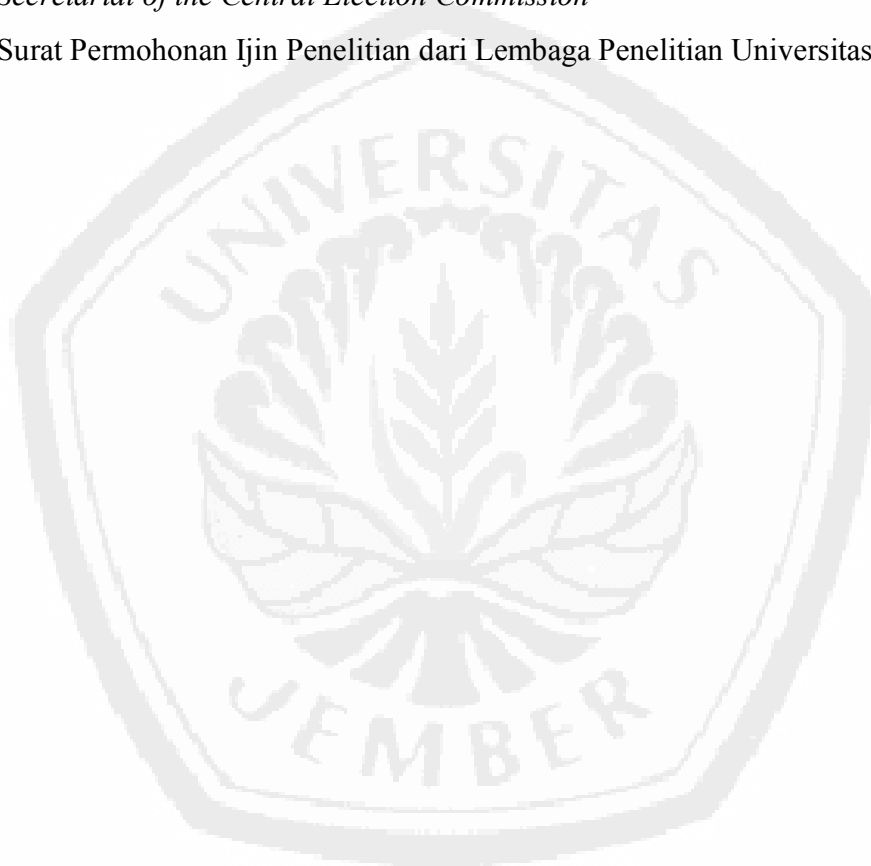 Secretariat of the Central Election Commission
Surat Permohonan Ijin Penelitian dari Lembaga Penelitian Universitas
UNIVERSITAS
JEMBER